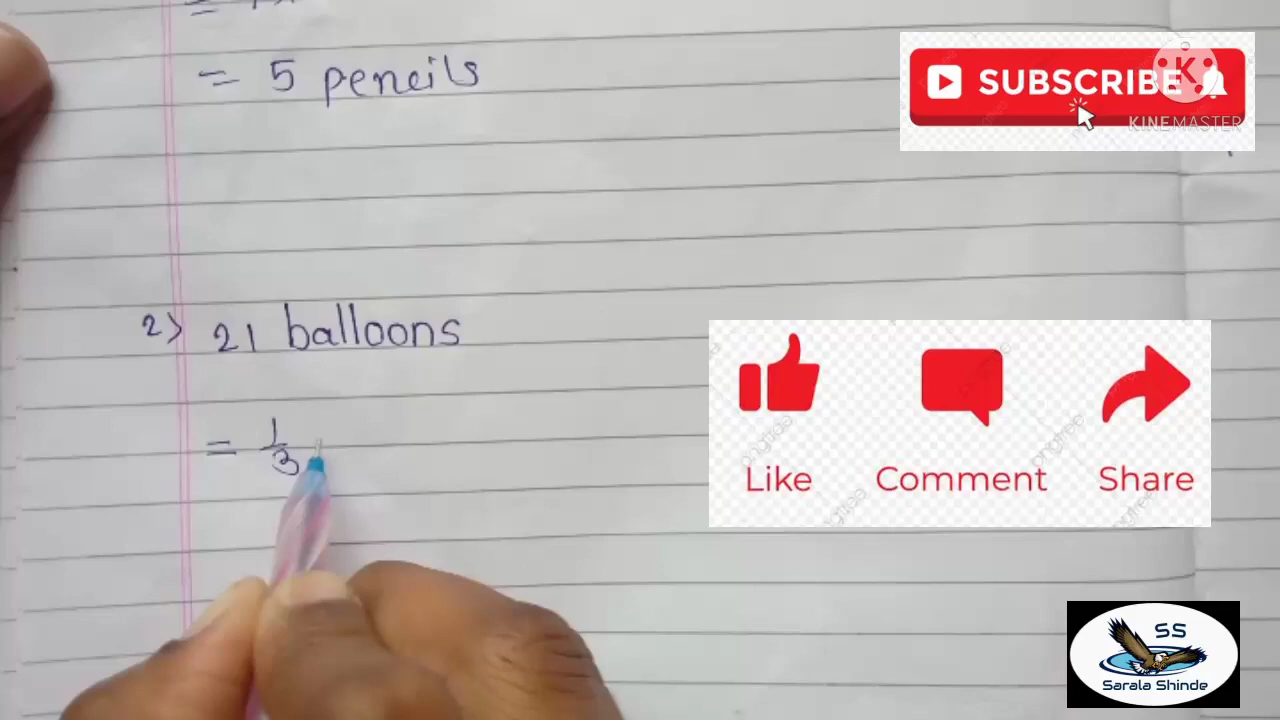 = 5 pencils
SUBSCRIBE
KINEMASTER
2) 21 balloons
= 1/3
Like Comment Share
SS
Sarala Shinde